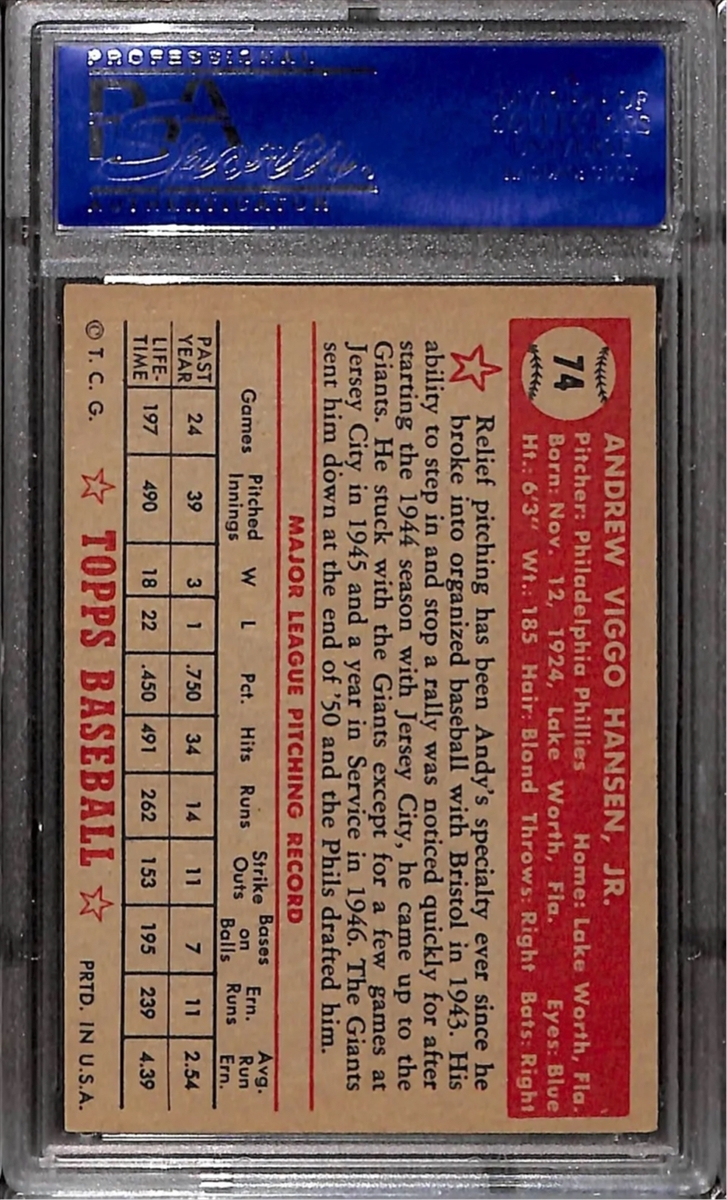 PROFESSIONAL
PSA
AUTHENTICATOR
COLLECTORS
UNIVERSE
74
ANDREW VIGGO HANSEN, JR.
Pitcher: Philadelphia Phillies Home: Lake Worth, Fla.
Born: Nov. 12, 1924, Lake Worth, Fla. Eyes: Blue
Ht.: 6'3" Wt.: 185 Hair: Blond Throws: Right Bats: Right
Relief pitching has been Andy's specialty ever since he
broke into organized baseball with Bristol in 1943. His
ability to step in and stop a rally was noticed quickly for after
starting the 1944 season with Jersey City, he came up to the
Giants. He stuck with the Giants except for a few games at
Jersey City in 1945 and a year in Service in 1946. The Giants
sent him down at the end of '50 and the Phils drafted him.
MAJOR LEAGUE PITCHING RECORD
Games Pitched Innings W L Pct. Hits Runs Strike Outs Bases on Balls Ern. Runs Avg. Run Ern.
PAST YEAR 24 39 3 1 .750 34 14 11 7 11 2.54
LIFE-TIME 197 490 18 22 .450 491 262 153 195 239 4.39
© T. C. G. TOPPS BASEBALL PRTD. IN U.S.A.